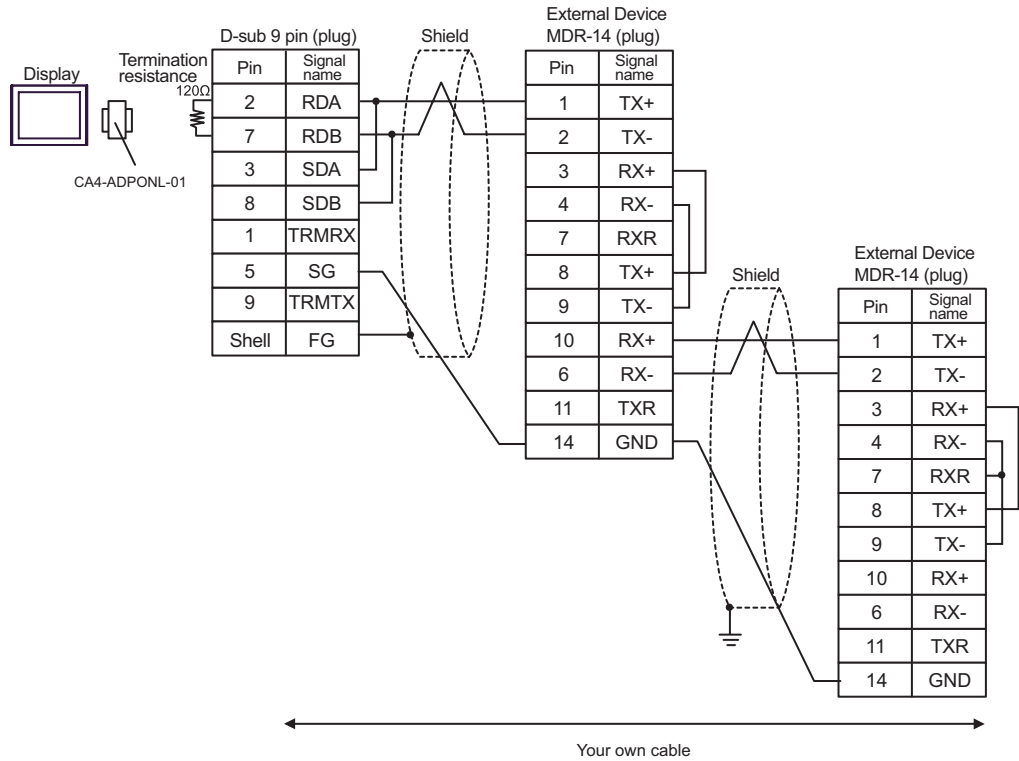 Display
CA4-ADPONL-01
Termination
resistance
120Ω
D-sub 9 pin (plug)
Pin Signal name
2 RDA
7 RDB
3 SDA
8 SDB
1 TRMRX
5 SG
9 TRMTX
Shell FG
Shield
External Device
MDR-14 (plug)
Pin Signal name
1 TX+
2 TX-
3 RX+
4 RX-
7 RXR
8 TX+
9 TX-
10 RX+
6 RX-
11 TXR
14 GND
Shield
External Device
MDR-14 (plug)
Pin Signal name
1 TX+
2 TX-
3 RX+
4 RX-
7 RXR
8 TX+
9 TX-
10 RX+
6 RX-
11 TXR
14 GND
Your own cable